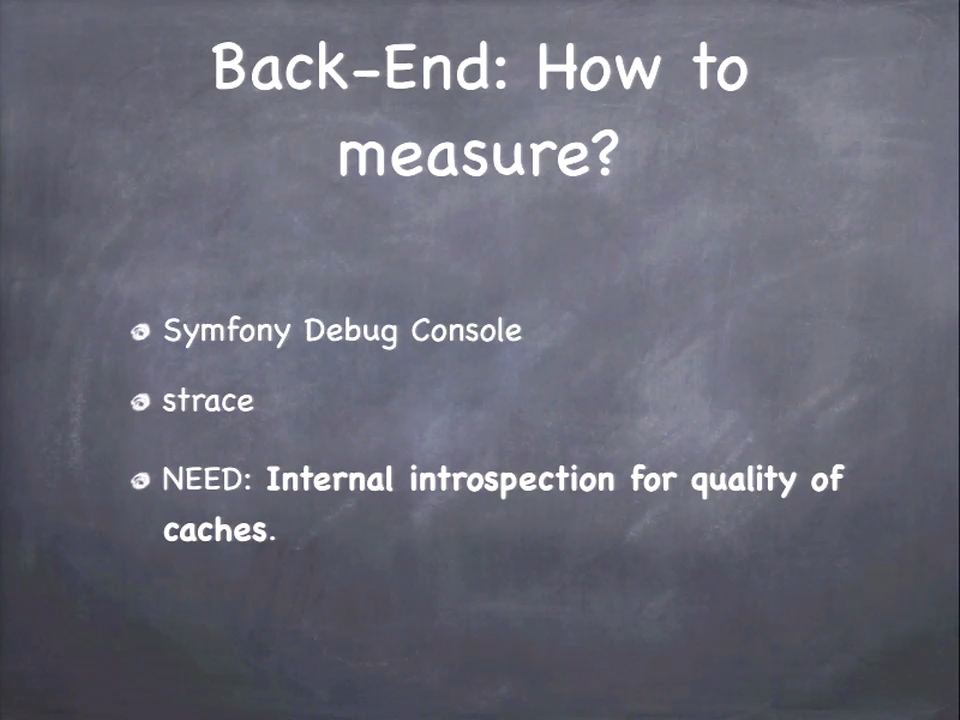 Back-End: How to
measure?
Symfony Debug Console
strace
NEED: Internal introspection for quality of
caches.